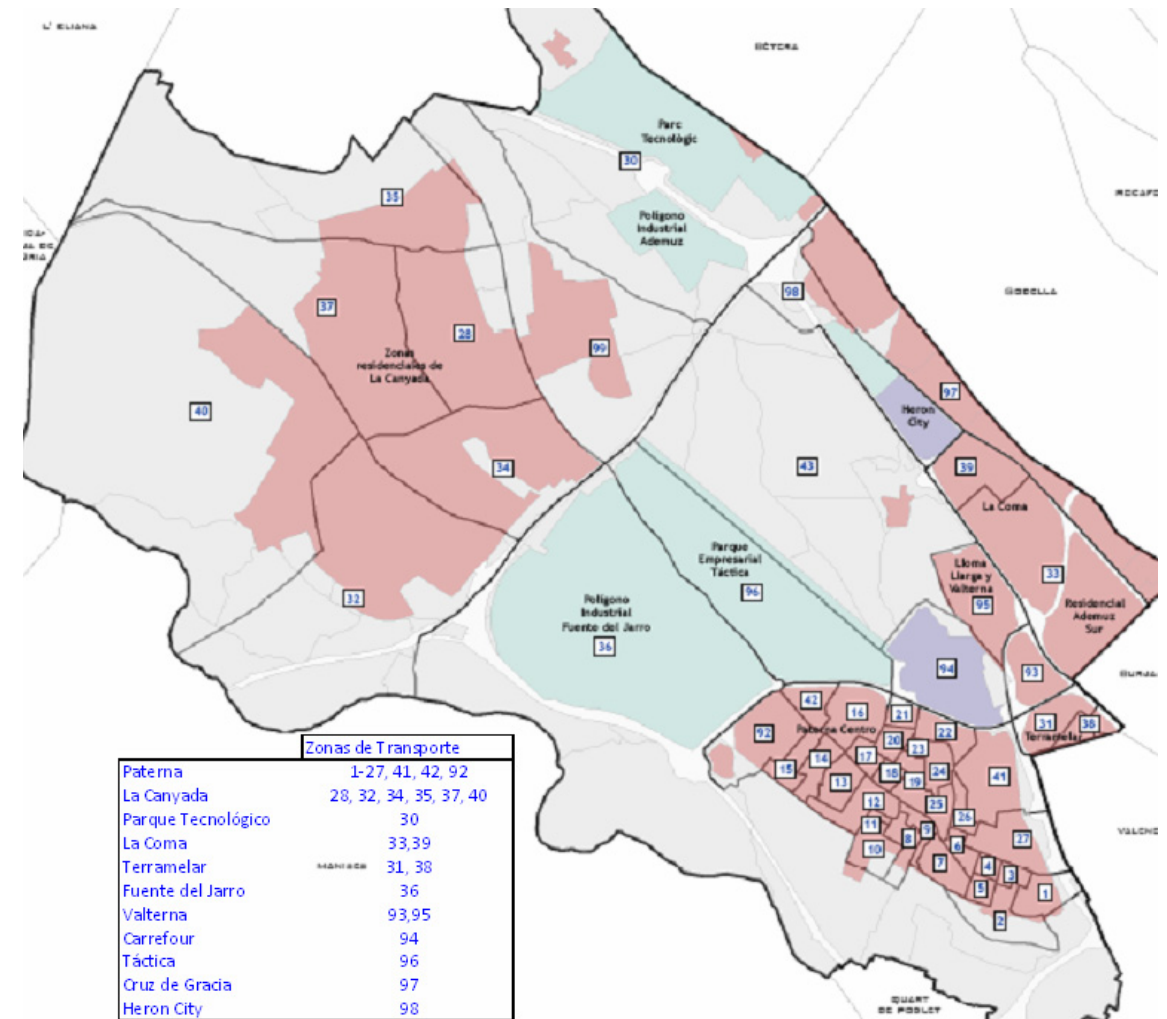 L' ELIANA
BÉTERA
Parc
Tecnològic
30
35
Polígono
Industrial
Ademuz
98
37
28
99
Zonas
residenciales de
La Canyada
40
97
Heron
City
34
43
39
La Coma
Parque
Empresarial
Táctica
96
Lloma
Llarga y
Valterna
95
33
Residencial
Ademuz
Sur
32
Polígono
Industrial
Fuente del Jarro
36
94
93
31
38
Terramelar
42
16
21
22
92
Paterna Centro
20
23
17
14
15
13
18
19
24
41
12
25
26
11
10
8
9
6
27
7
4
3
5
1
2
MANISES
QUART
DE POBLET
Zonas de Transporte
Paterna 1-27, 41, 42, 92
La Canyada 28, 32, 34, 35, 37, 40
Parque Tecnológico 30
La Coma 33,39
Terramelar 31, 38
Fuente del Jarro 36
Valterna 93,95
Carrefour 94
Táctica 96
Cruz de Gracia 97
Heron City 98